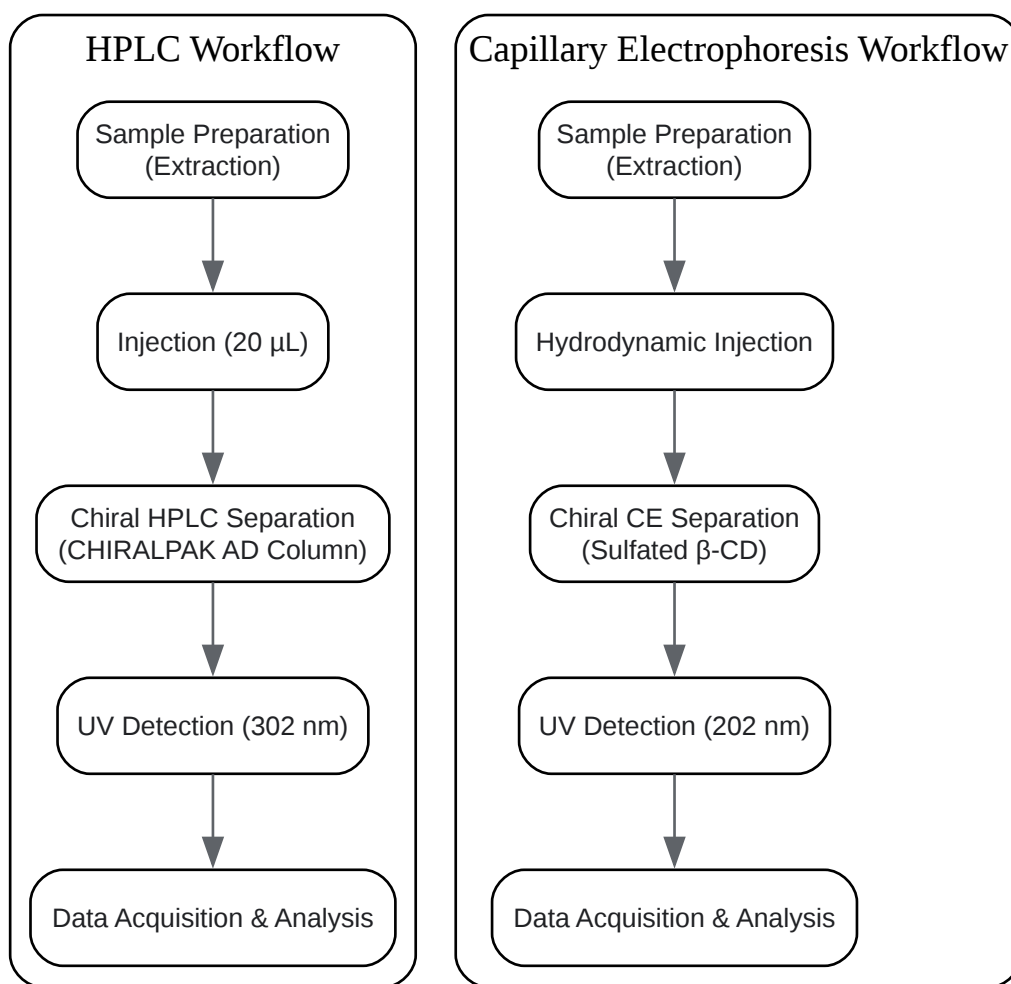 HPLC Workflow
Sample Preparation
(Extraction)
Injection (20 µL)
Chiral HPLC Separation
(CHIRALPAK AD Column)
UV Detection (302 nm)
Data Acquisition & Analysis
Capillary Electrophoresis Workflow
Sample Preparation
(Extraction)
Hydrodynamic Injection
Chiral CE Separation
(Sulfated β-CD)
UV Detection (202 nm)
Data Acquisition & Analysis